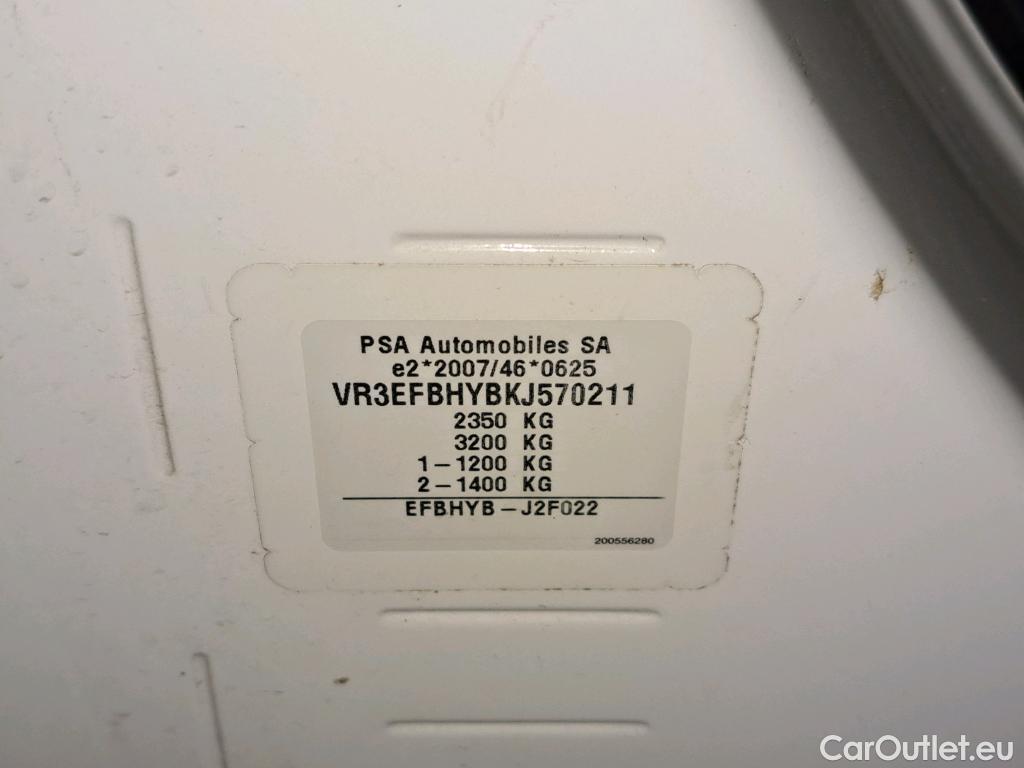 PSA Automobiles SA
e2*2007/46*0625
VR3EFBHYBKJ570211
2350 KG
3200 KG
1-1200 KG
2-1400 KG
EFBHYB-J2F022
200556280
CarOutlet.eu